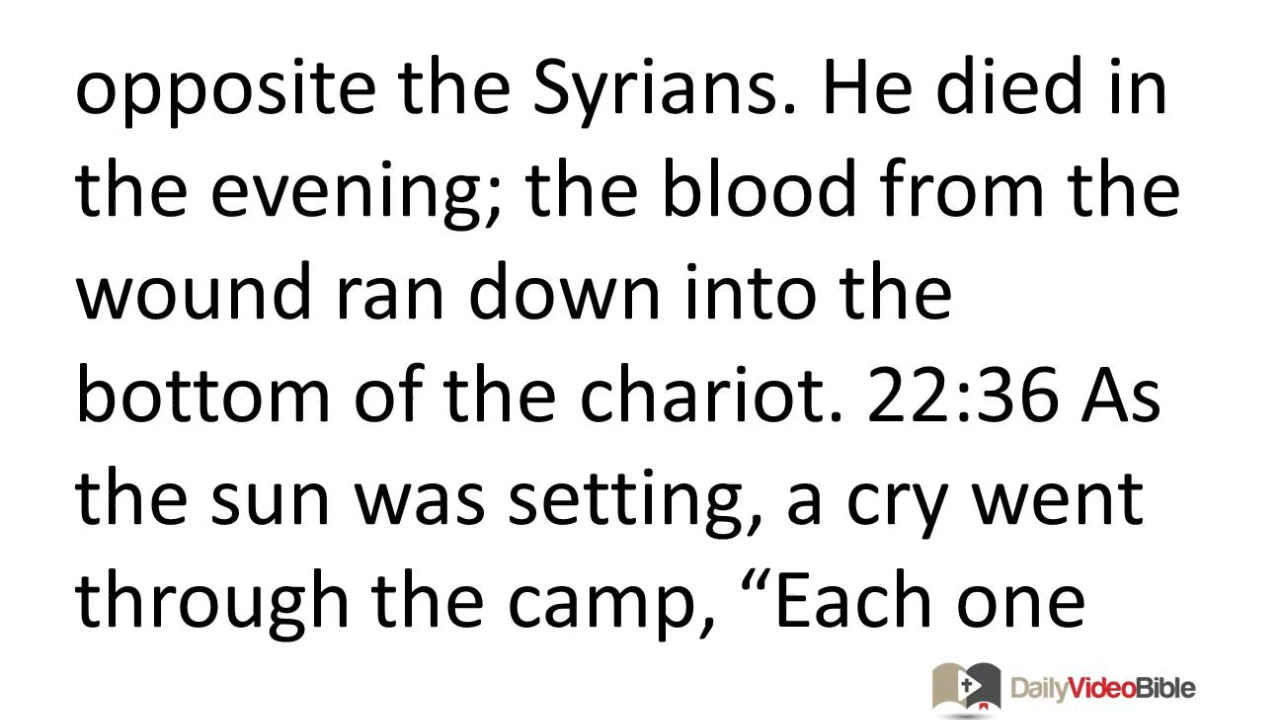 opposite the Syrians. He died in
the evening; the blood from the
wound ran down into the
bottom of the chariot. 22:36 As
the sun was setting, a cry went
through the camp, “Each one
DailyVideoBible